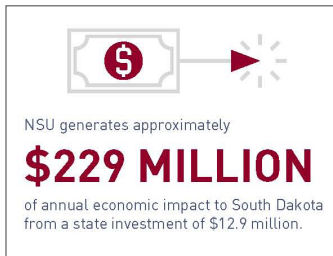 $
NSU generates approximately
$229 MILLION
of annual economic impact to South Dakota
from a state investment of $12.9 million.